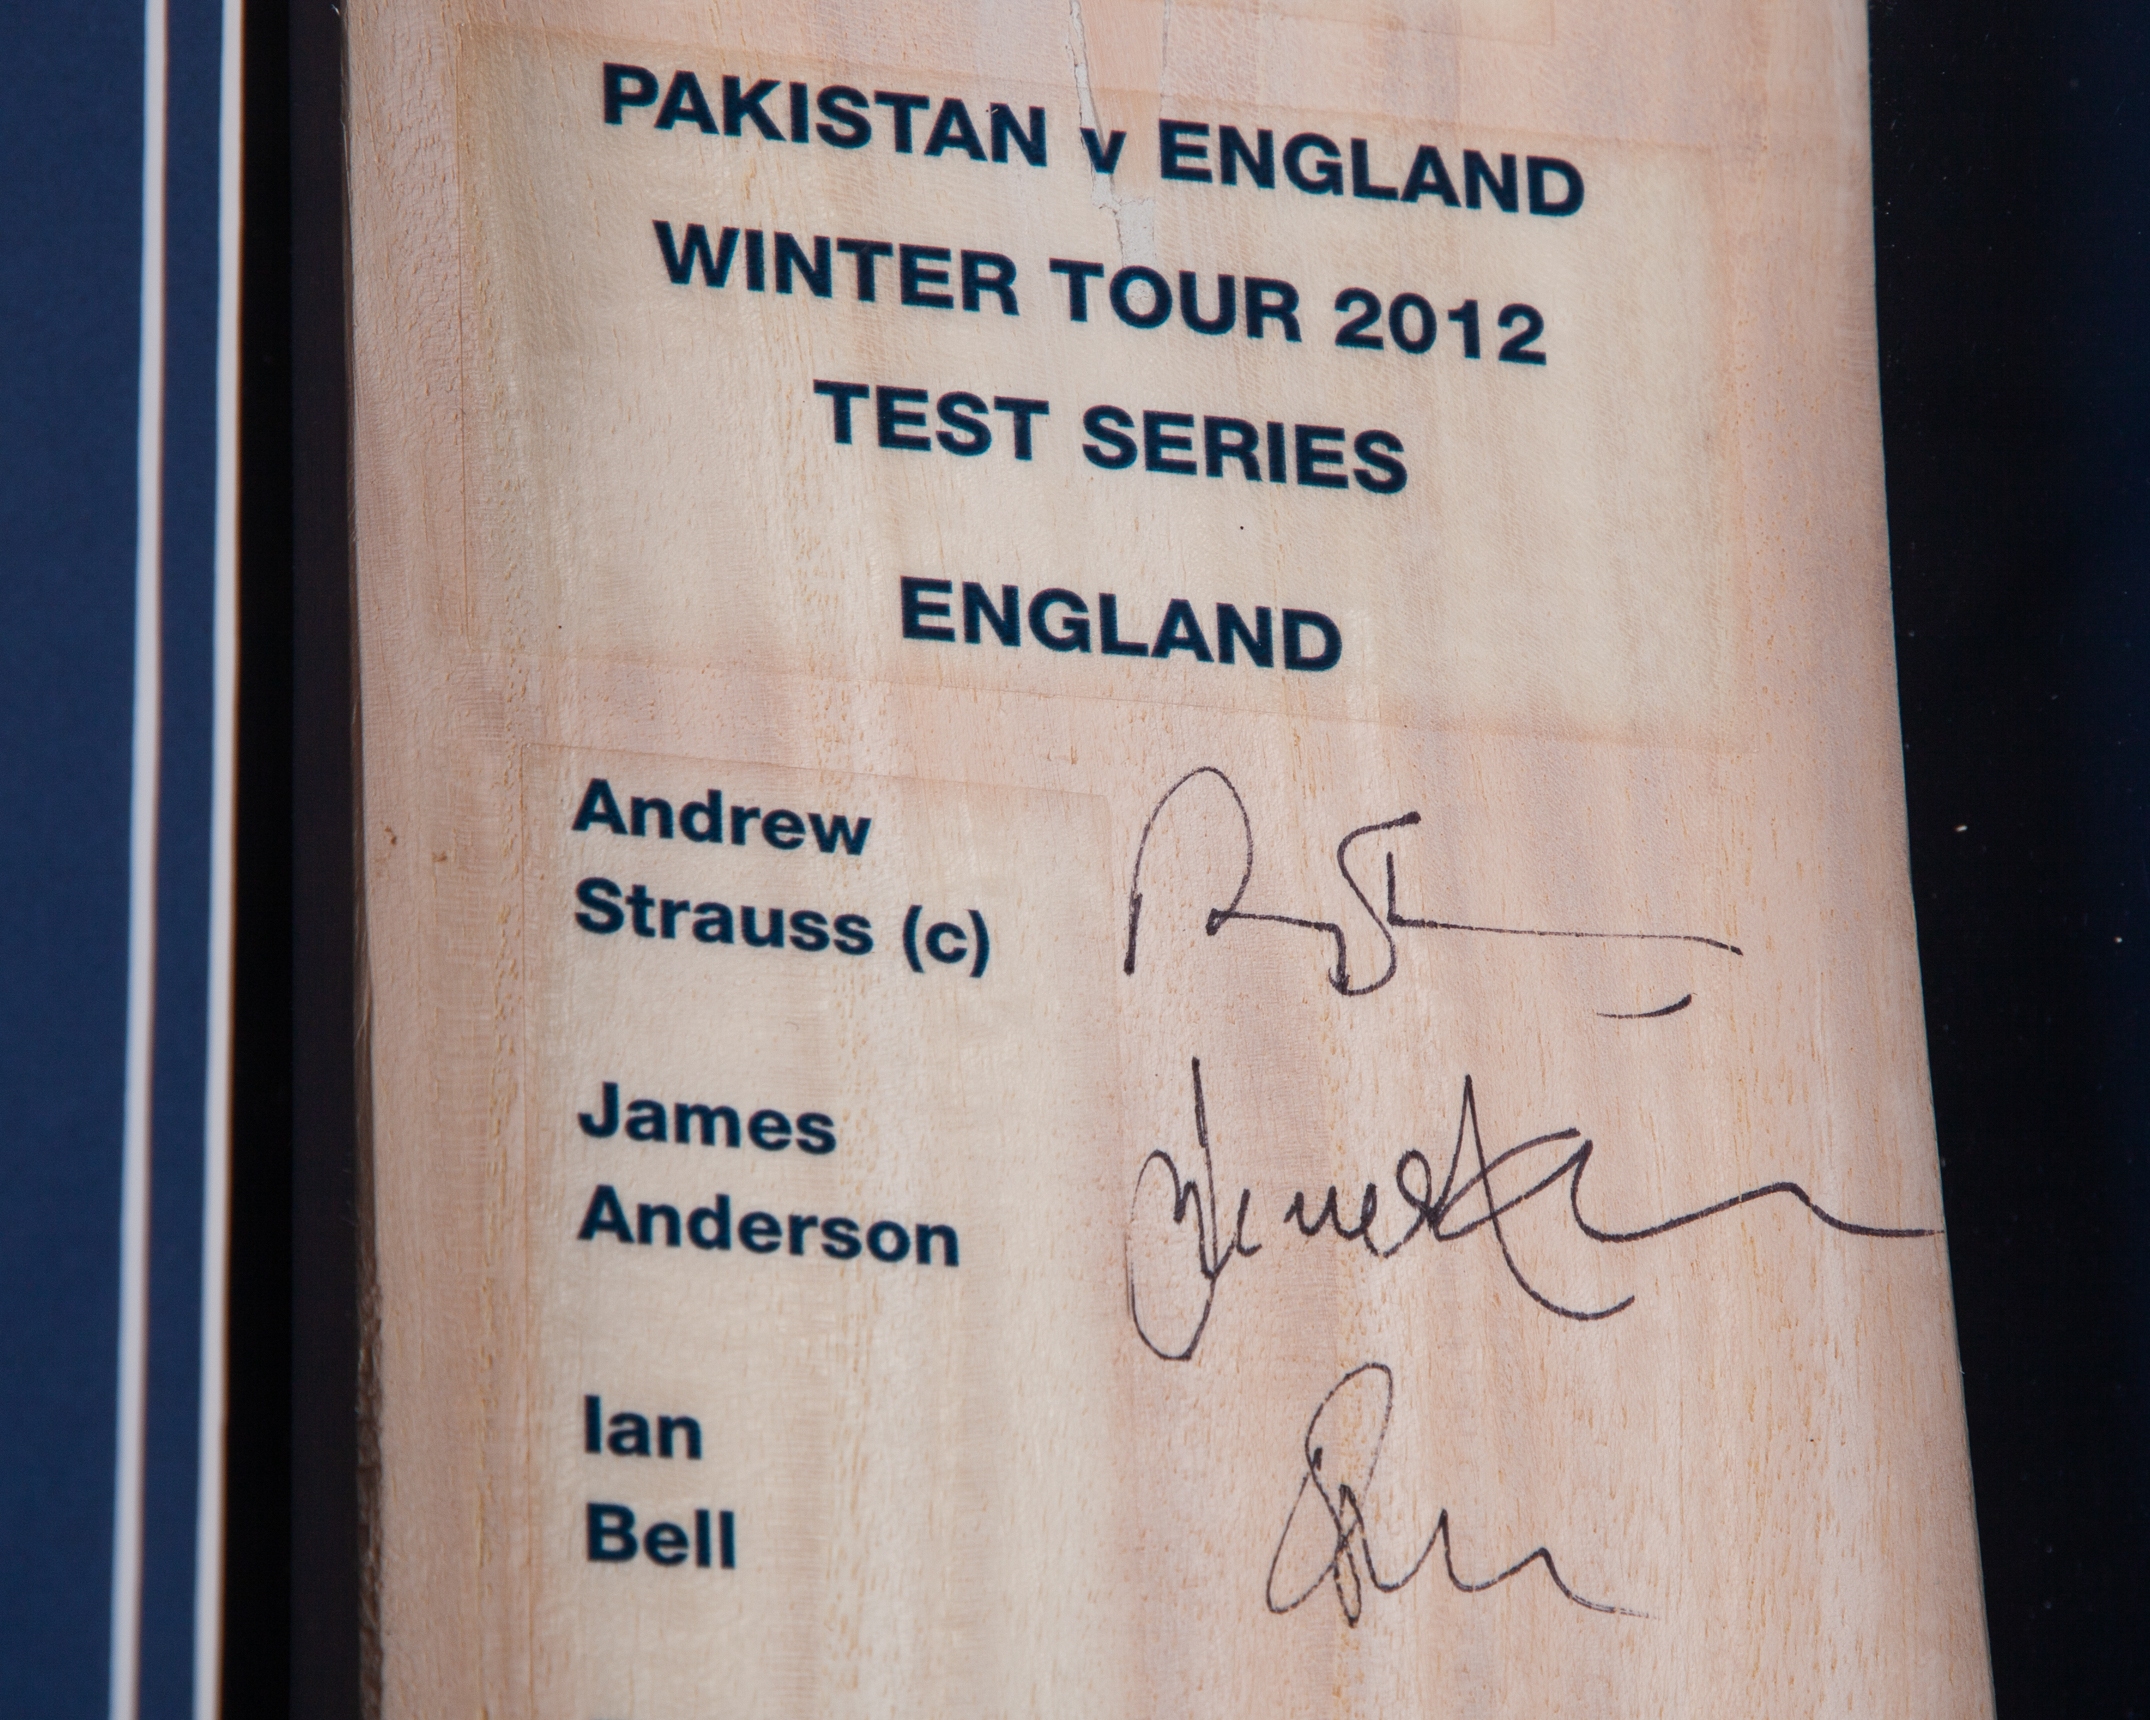 PAKISTAN v ENGLAND
WINTER TOUR 2012
TEST SERIES
ENGLAND
Andrew
Strauss (c)
James
Anderson
Ian
Bell